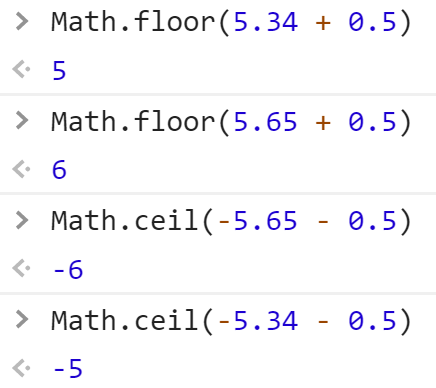 > Math.floor(5.34 + 0.5)
< 5
> Math.floor(5.65 + 0.5)
< 6
> Math.ceil(-5.65 - 0.5)
< -6
> Math.ceil(-5.34 - 0.5)
< -5